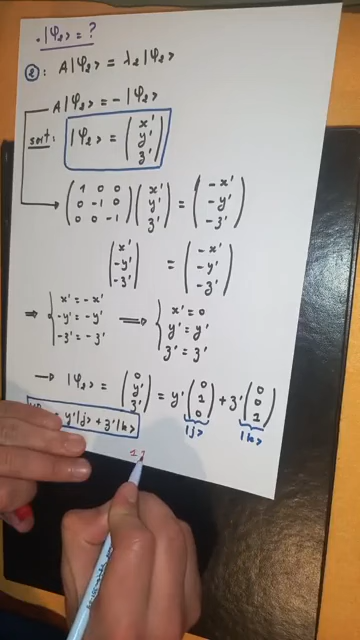 . |φ₂> = ?
② : A|φ₂> = λ₂|φ₂>
A|φ₂> = -|φ₂>
soit : |φ₂> = (x' y' z')
(1 0 0
0 -1 0
0 0 -1) (x' y' z') = (-x' -y' -z')
(x' -y' -z') = (-x' -y' -z')
⇒ { x' = -x' ⇒ { x' = 0
-y' = -y' y' = y'
-z' = -z' z' = z'
→ |φ₂> = (0 y' z') = y' (0 1 0) + z' (0 0 1)
|j> |k>
= y'|j> + z'|k>